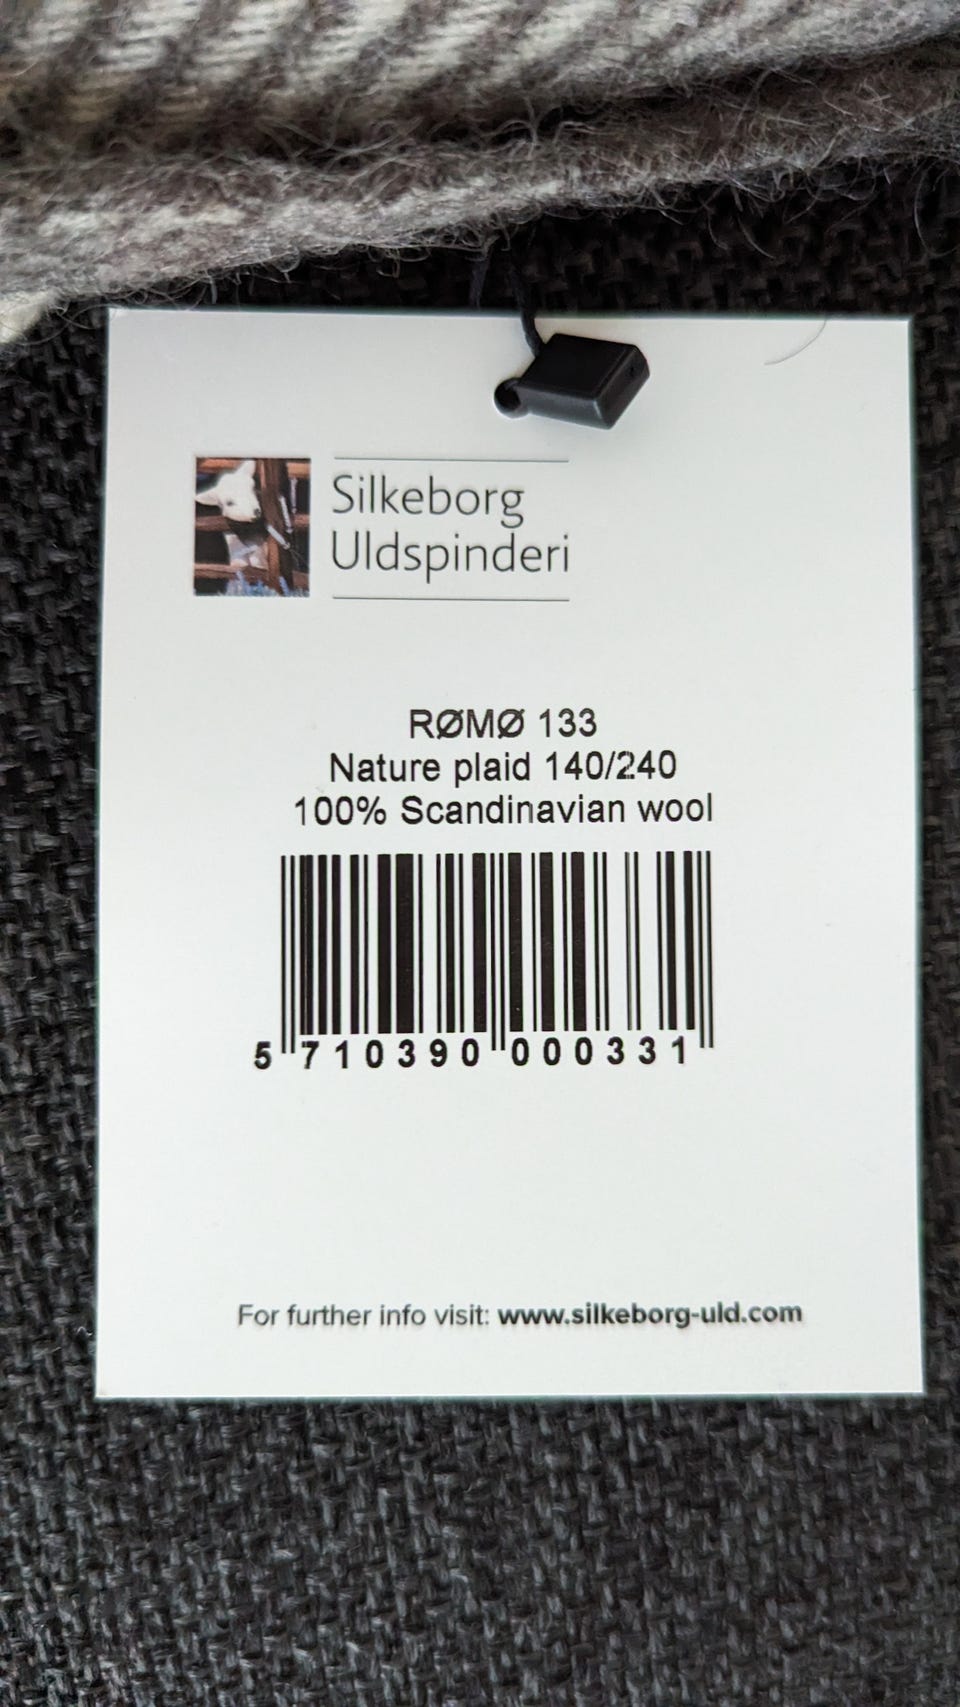 Silkeborg
Uldspinderi
RØMØ 133
Nature plaid 140/240
100% Scandinavian wool
5 710390 000331
For further info visit: www.silkeborg-uld.com